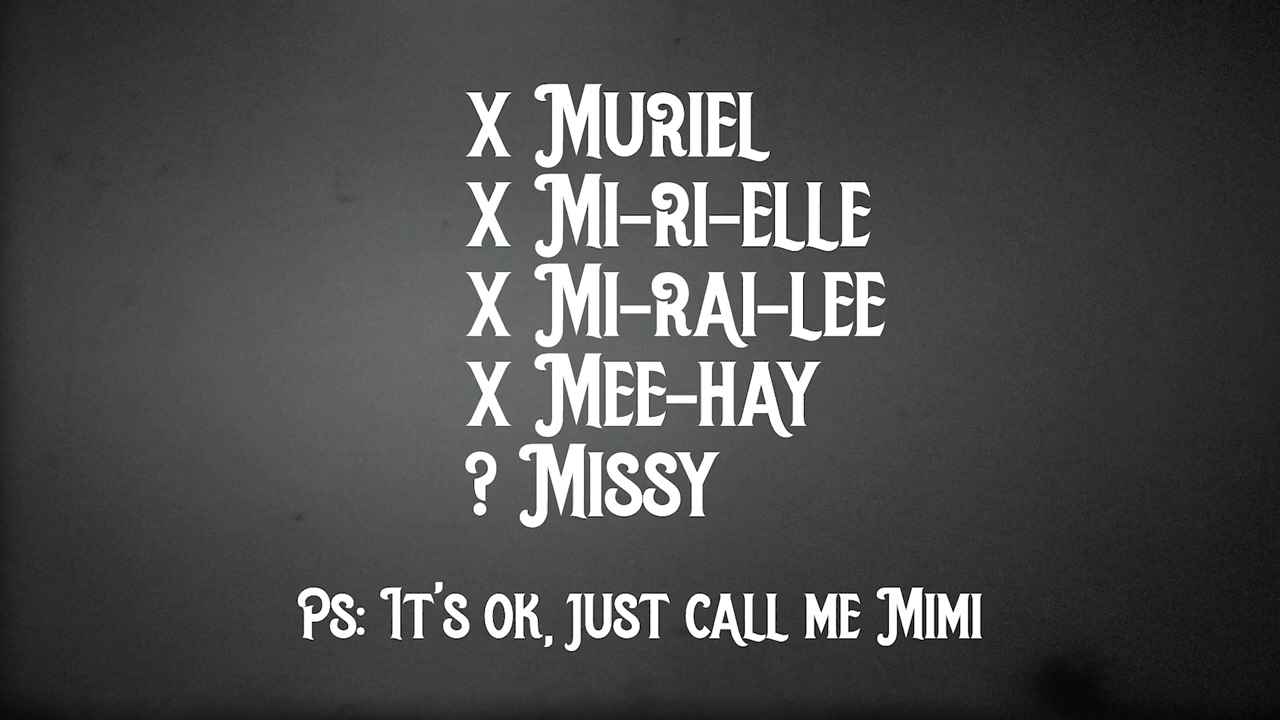 X Muriel
X Mi-ri-elle
X Mi-rai-lee
X Mee-hay
? Missy
Ps: It's ok, just call me Mimi